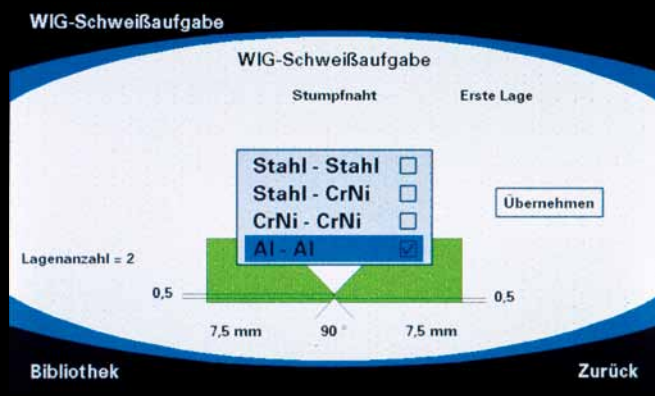 WIG-Schweißaufgabe
WIG-Schweißaufgabe
Stumpfnaht Erste Lage
Stahl - Stahl
Stahl - CrNi
CrNi - CrNi
Al - Al
Übernehmen
Lagenanzahl = 2
0,5 0,5
7,5 mm 90 ° 7,5 mm
Bibliothek Zurück